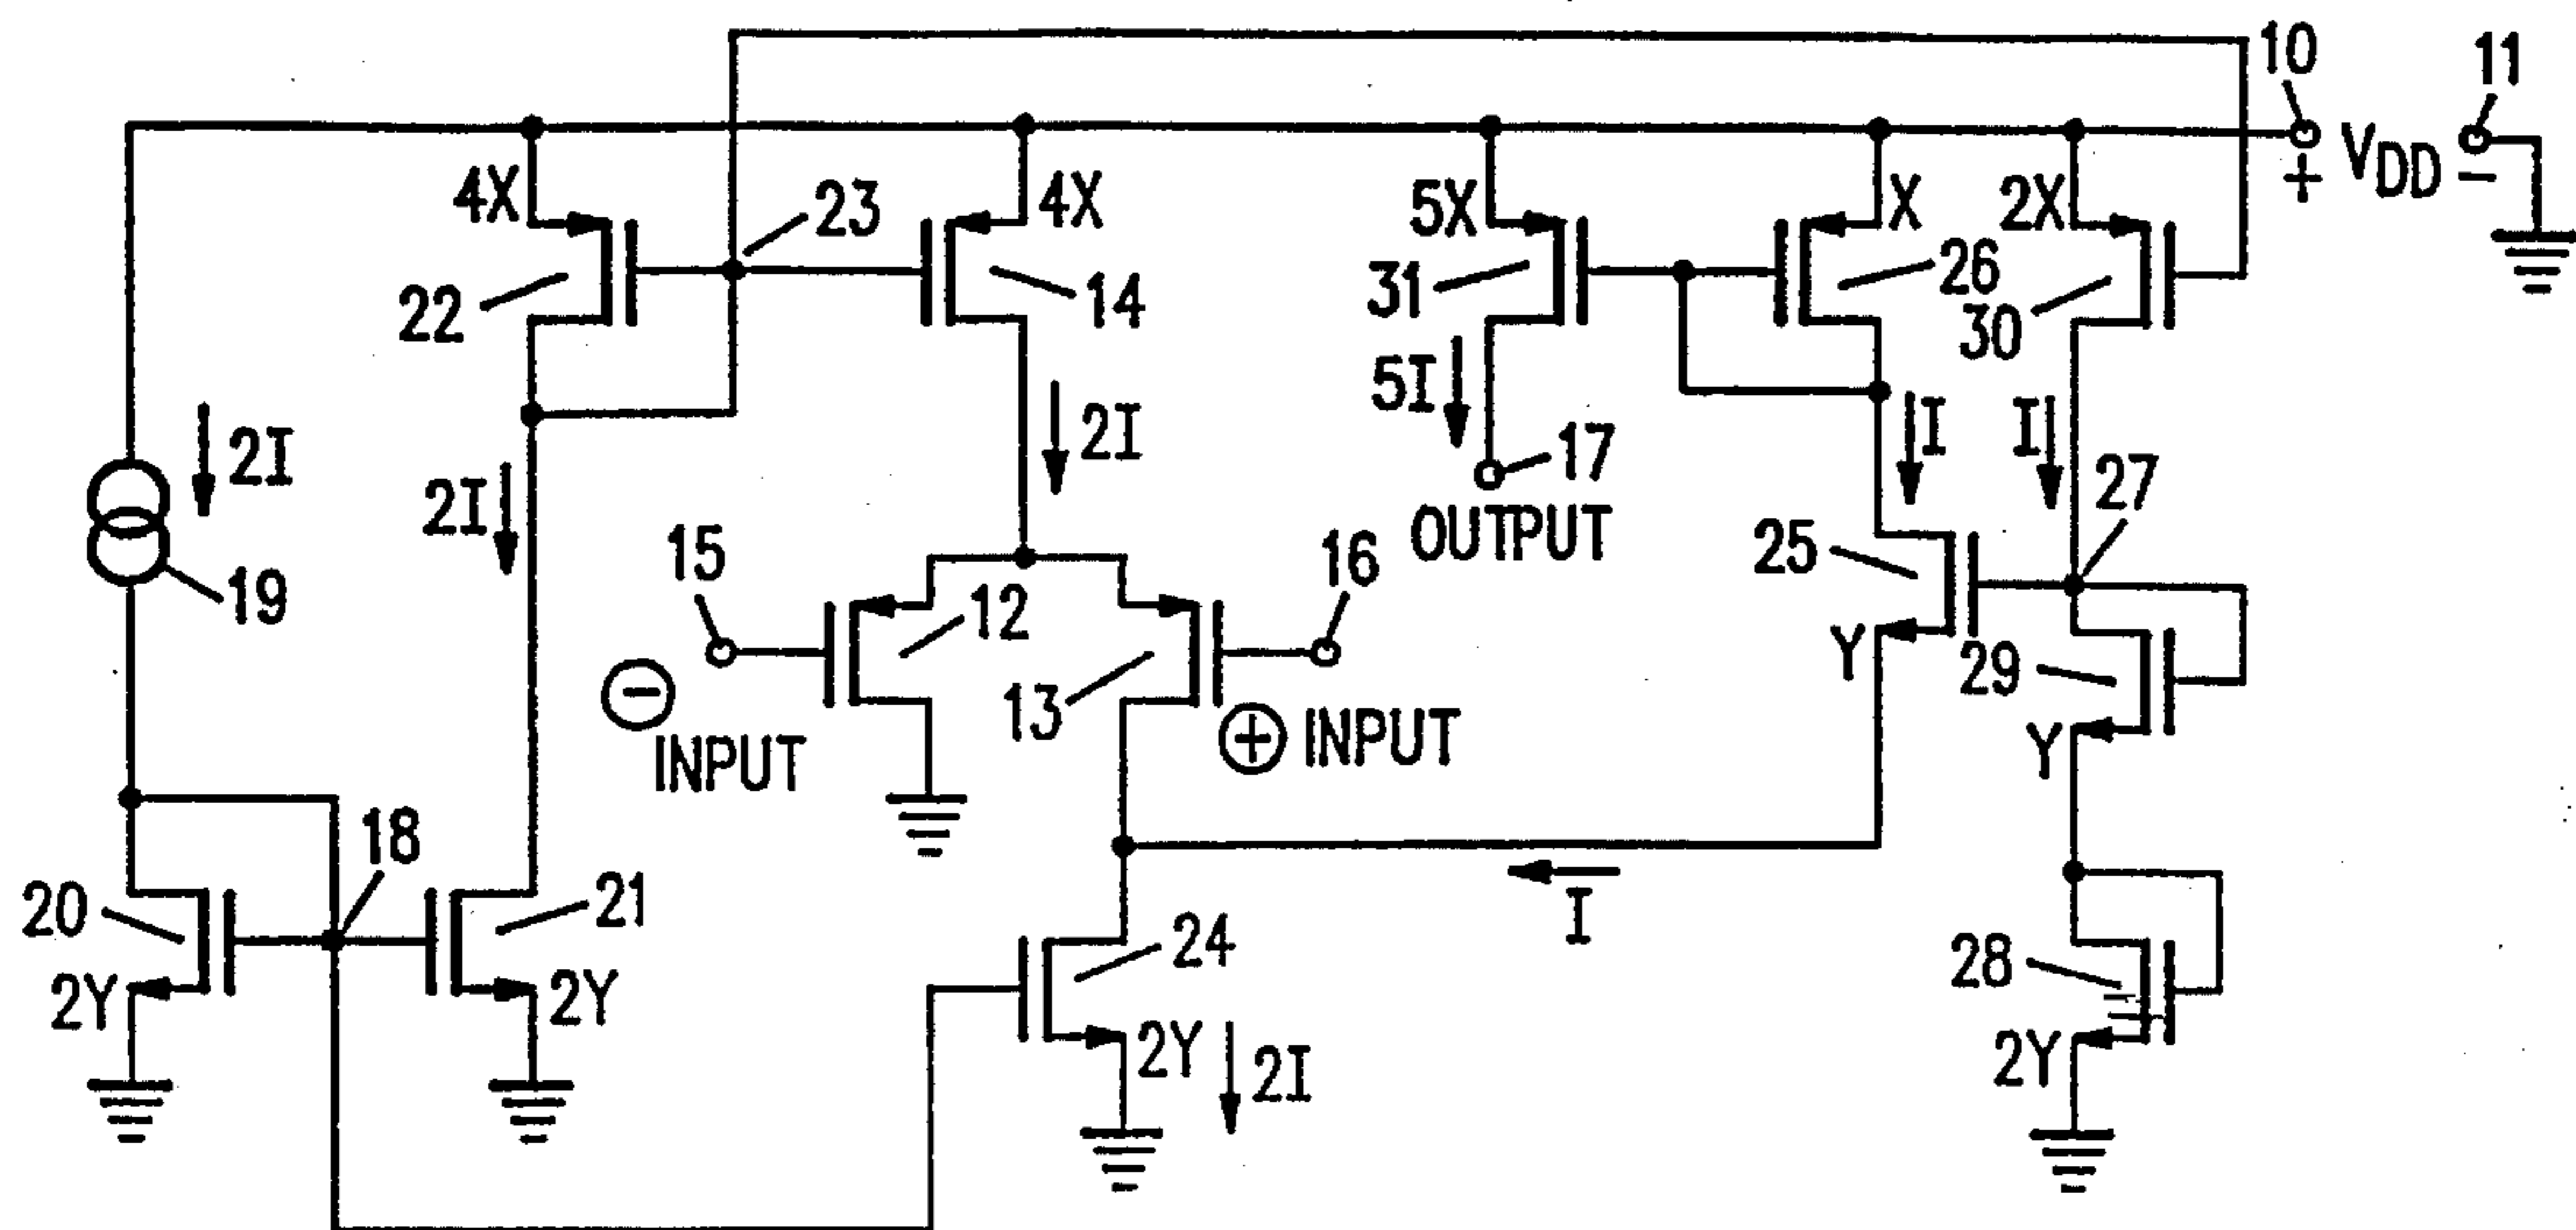 10
11
4X
23
4X
5X
X
2X
V_DD
+
−
22
14
31
26
30
2I
5I
I
I
2I
2I
17
OUTPUT
27
15
16
25
19
12
29
−
INPUT
13
+
INPUT
Y
Y
18
20
21
24
I
28
2Y
2Y
2Y
2I
2Y